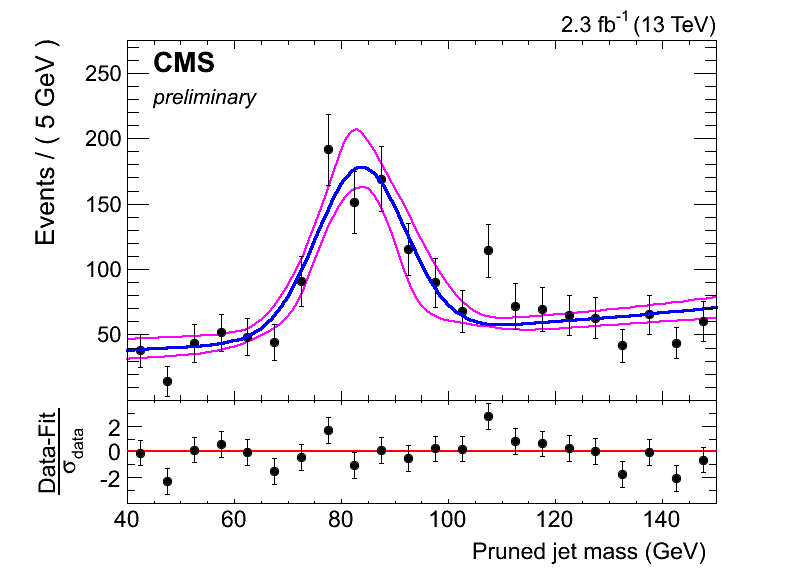 2.3 fb-1 (13 TeV)
CMS
preliminary
Events / ( 5 GeV )
250
200
150
100
50
Data-Fit
σdata
2
0
-2
40 60 80 100 120 140
Pruned jet mass (GeV)